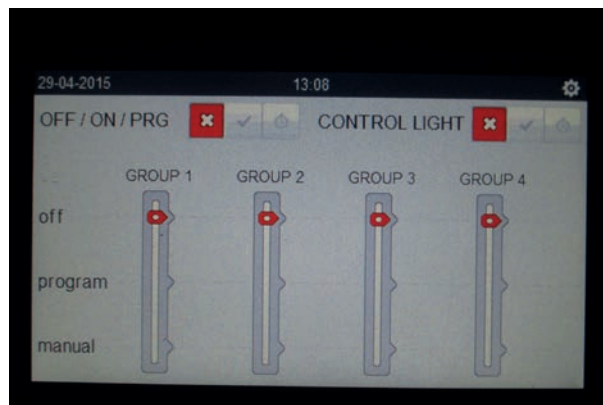 29-04-2015 13:08
OFF / ON / PRG CONTROL LIGHT
GROUP 1 GROUP 2 GROUP 3 GROUP 4
off
program
manual